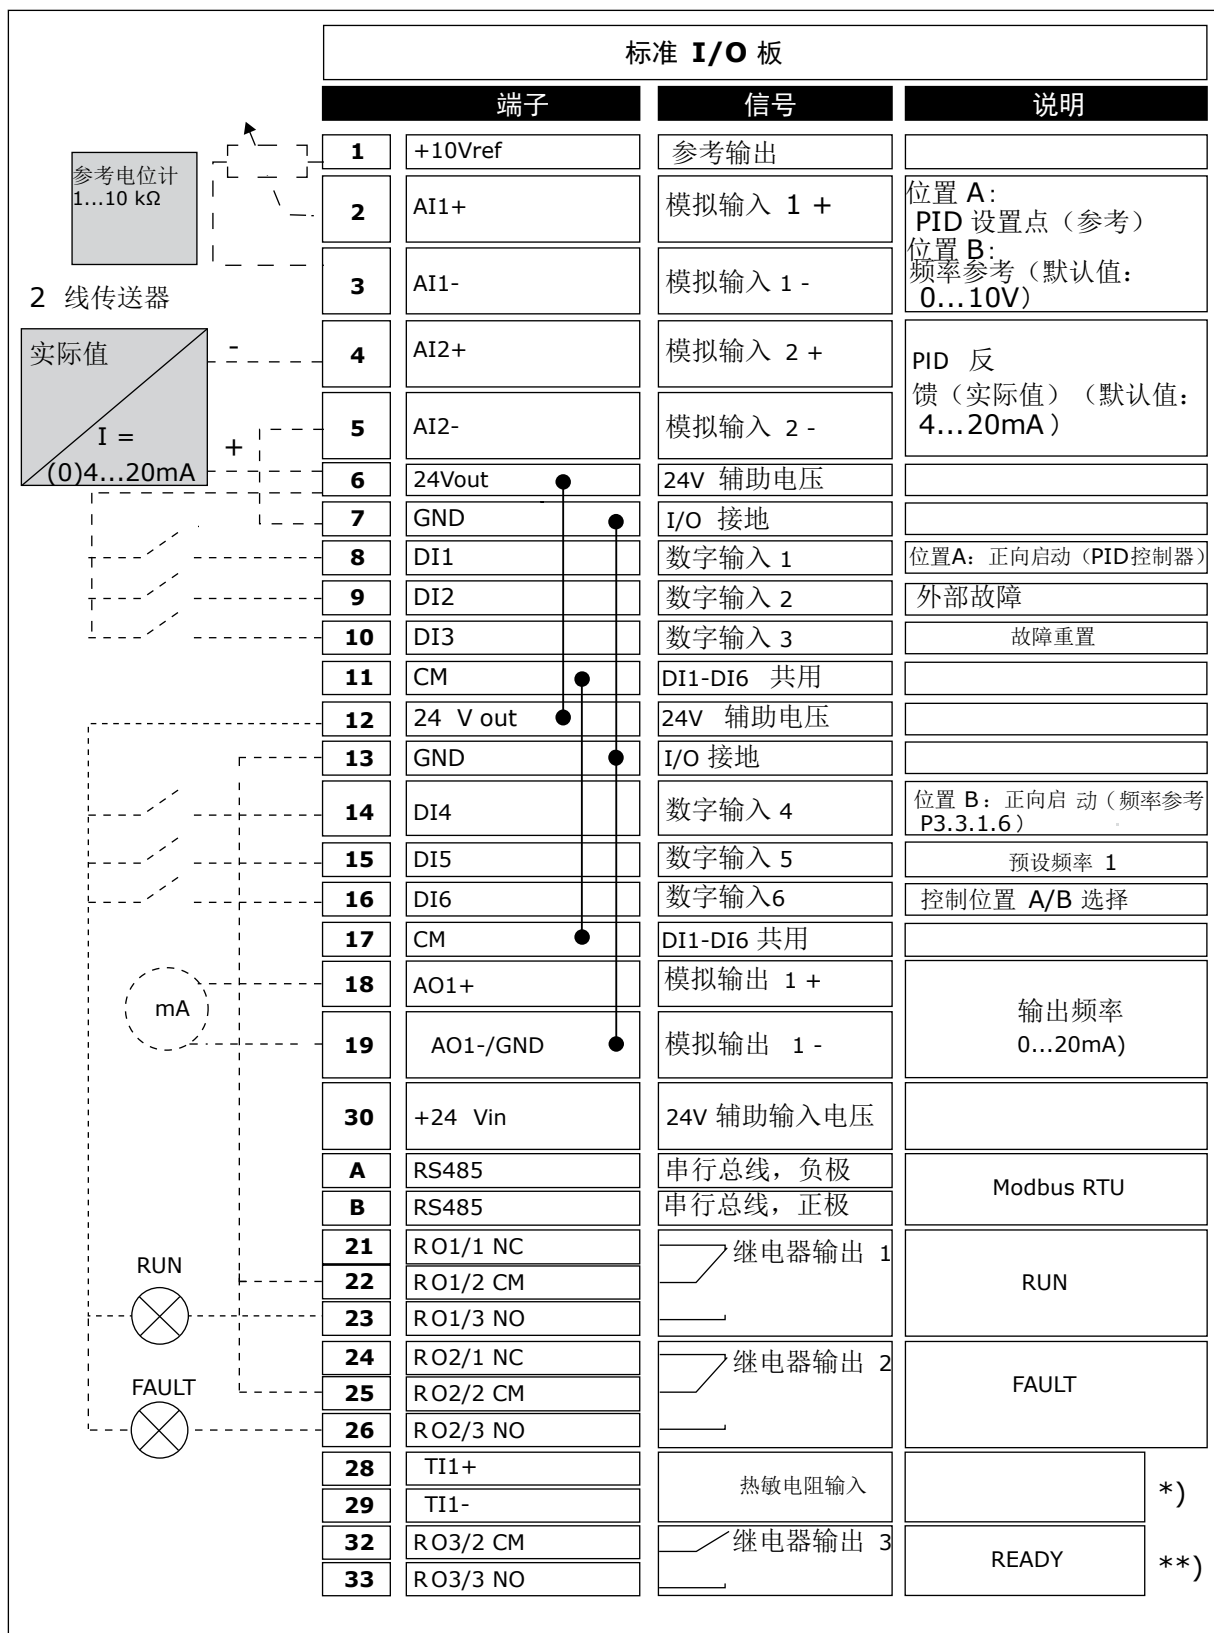 标准 I/O 板
端子 信号 说明
参考电位计
1...10 kΩ
1 +10Vref 参考输出
2 AI1+ 模拟输入 1 +
3 AI1- 模拟输入 1 -
位置 A:
PID 设置点（参考）
位置 B:
频率参考（默认值：
0...10V）
2 线传送器
实际值
I =
(0)4...20mA
-
+
4 AI2+ 模拟输入 2 +
5 AI2- 模拟输入 2 -
PID 反
馈（实际值）（默认值：
4...20mA）
6 24Vout 24V 辅助电压
7 GND I/O 接地
8 DI1 数字输入 1 位置A：正向启动（PID控制器）
9 DI2 数字输入 2 外部故障
10 DI3 数字输入 3 故障重置
11 CM DI1-DI6 共用
12 24 V out 24V 辅助电压
13 GND I/O 接地
14 DI4 数字输入 4 位置 B：正向启 动（频率参考
P3.3.1.6）
15 DI5 数字输入 5 预设频率 1
16 DI6 数字输入6 控制位置 A/B 选择
17 CM DI1-DI6 共用
mA
18 AO1+ 模拟输出 1 +
19 AO1-/GND 模拟输出 1 -
输出频率
0...20mA)
30 +24 Vin 24V 辅助输入电压
A RS485 串行总线，负极
B RS485 串行总线，正极
Modbus RTU
RUN
21 RO1/1 NC 继电器输出 1
22 RO1/2 CM RUN
23 RO1/3 NO
24 RO2/1 NC 继电器输出 2
FAULT
25 RO2/2 CM FAULT
26 RO2/3 NO
28 TI1+ 热敏电阻输入 *)
29 TI1-
32 RO3/2 CM 继电器输出 3
READY **)
33 RO3/3 NO